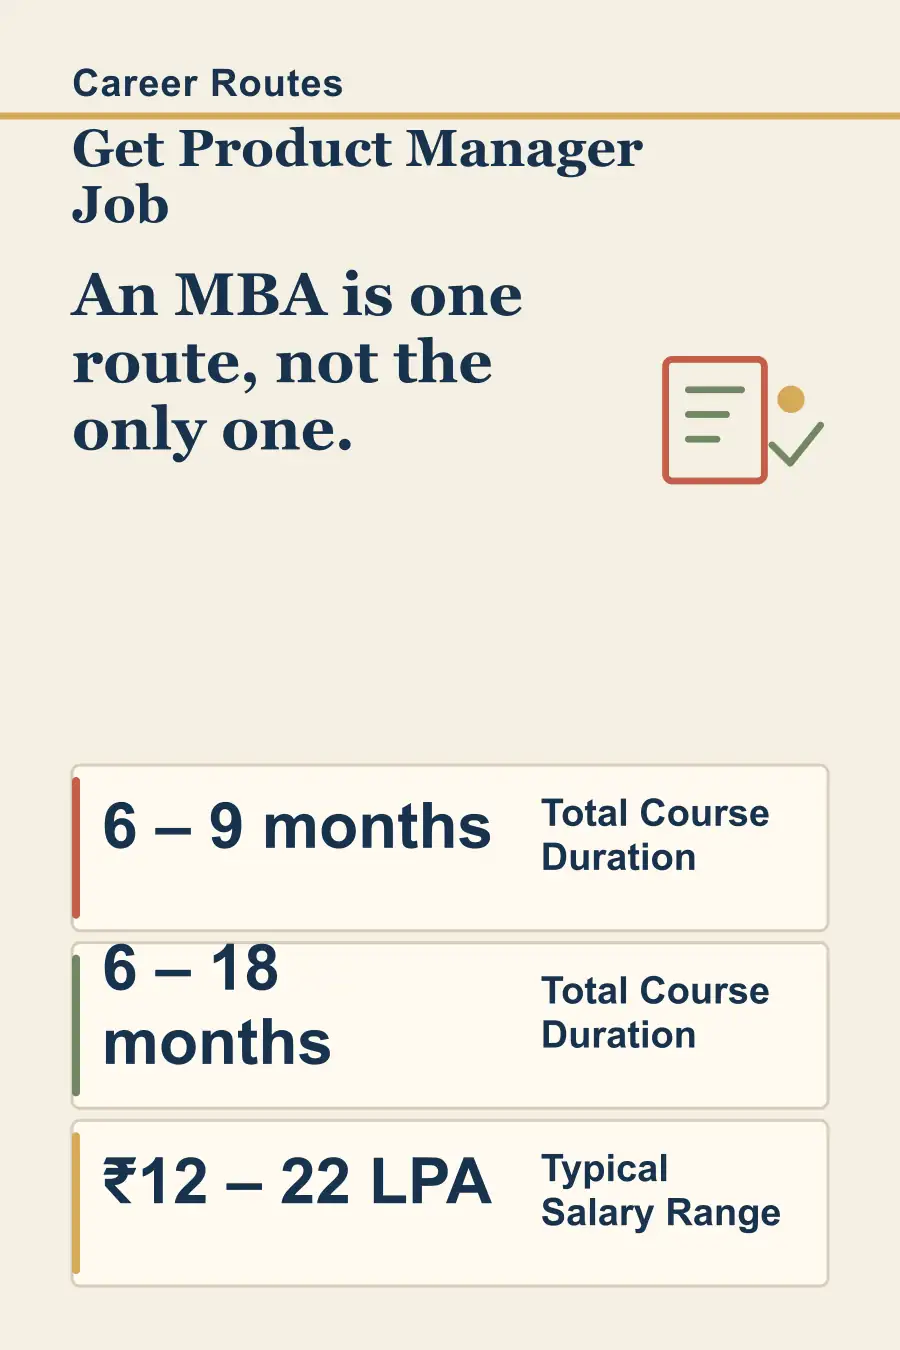 Career Routes
Get Product Manager
Job
An MBA is one
route, not the
only one.
6 – 9 months
Total Course
Duration
6 – 18
months
Total Course
Duration
₹12 – 22 LPA
Typical
Salary Range